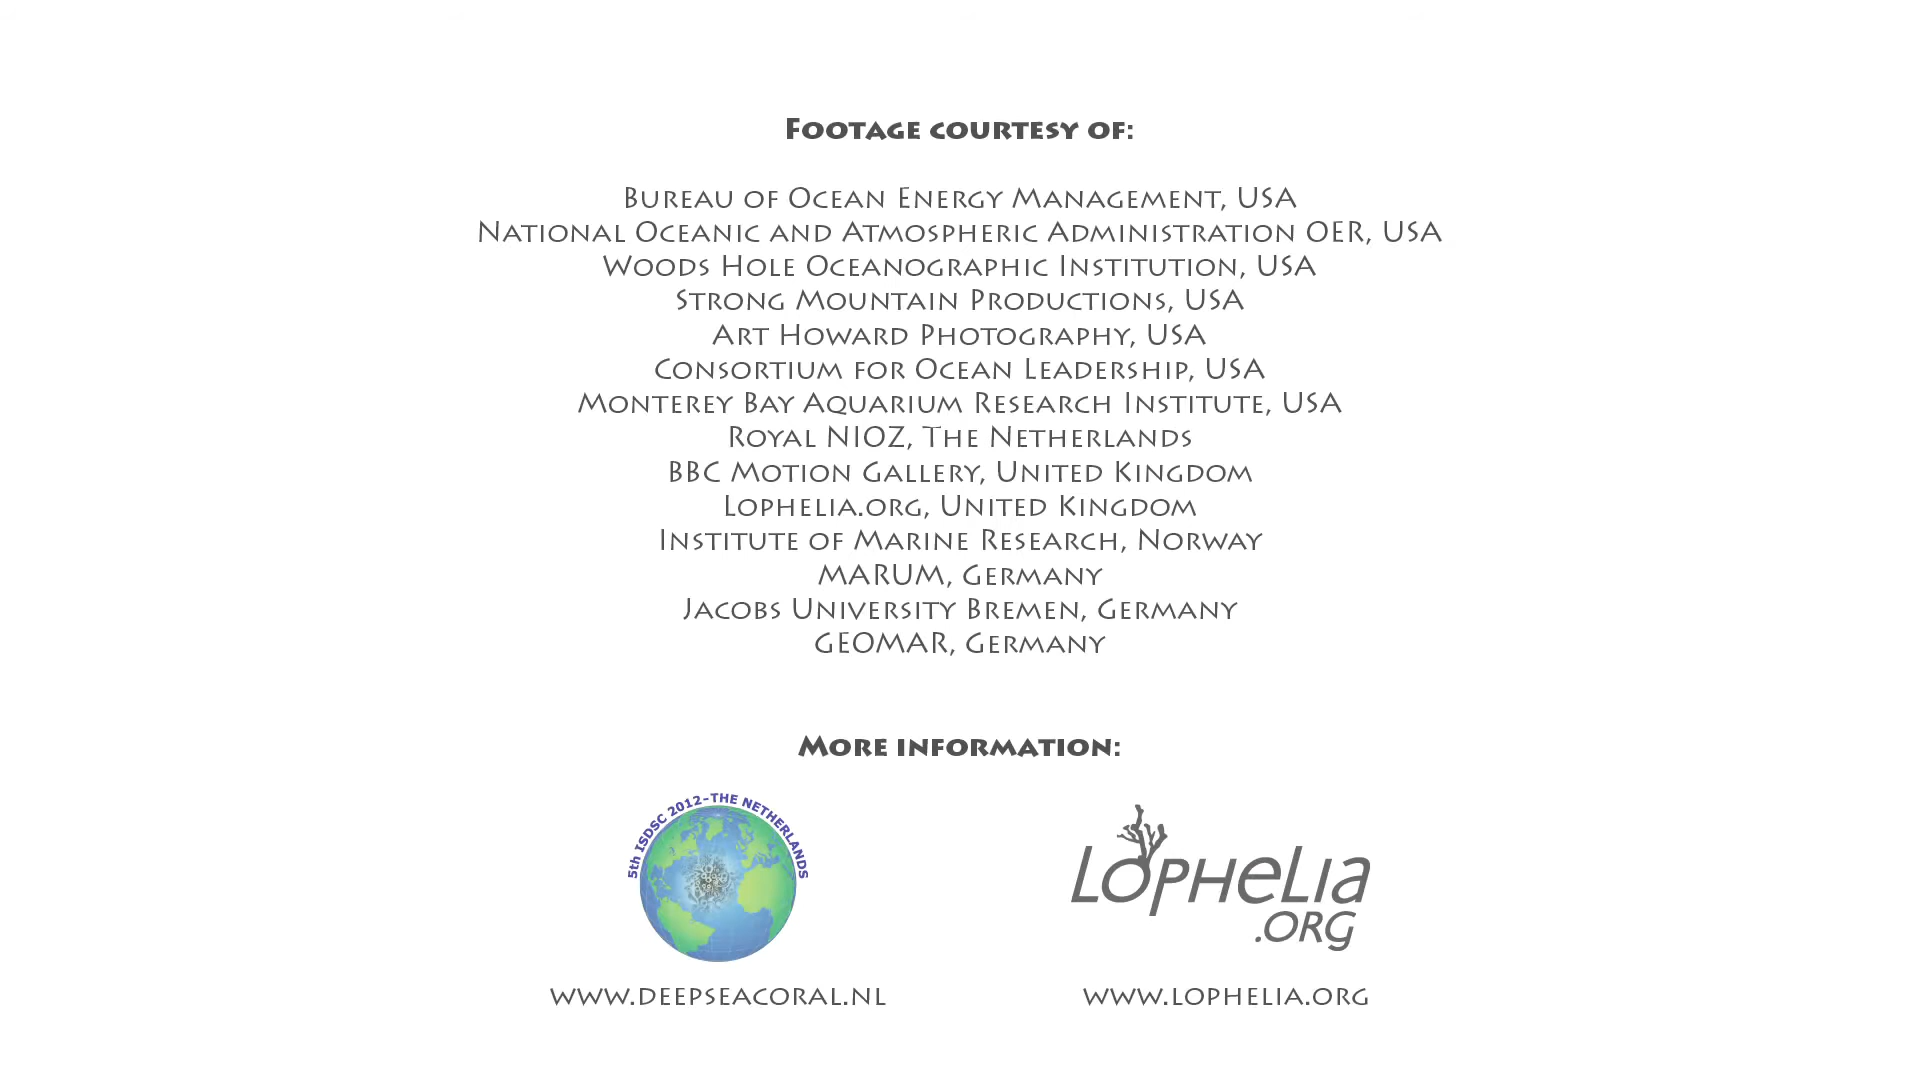 Footage courtesy of:
Bureau of Ocean Energy Management, USA
National Oceanic and Atmospheric Administration OER, USA
Woods Hole Oceanographic Institution, USA
Strong Mountain Productions, USA
Art Howard Photography, USA
Consortium for Ocean Leadership, USA
Monterey Bay Aquarium Research Institute, USA
Royal NIOZ, The Netherlands
BBC Motion Gallery, United Kingdom
Lophelia.org, United Kingdom
Institute of Marine Research, Norway
MARUM, Germany
Jacobs University Bremen, Germany
GEOMAR, Germany
More information:
5th ISDSC 2012-THE NETHERLANDS
Lophelia
.org
www.deepseacoral.nl
www.lophelia.org